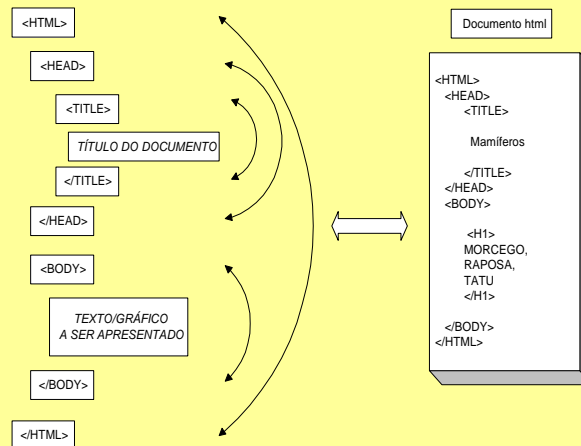 <HTML>
<HEAD>
<TITLE>
TÍTULO DO DOCUMENTO
</TITLE>
</HEAD>
<BODY>
TEXTO/GRÁFICO
A SER APRESENTADO
</BODY>
</HTML>
Documento html
<HTML>
<HEAD>
<TITLE>
Mamíferos
</TITLE>
</HEAD>
<BODY>
<H1>
MORCEGO,
RAPOSA,
TATU
</H1>
</BODY>
</HTML>